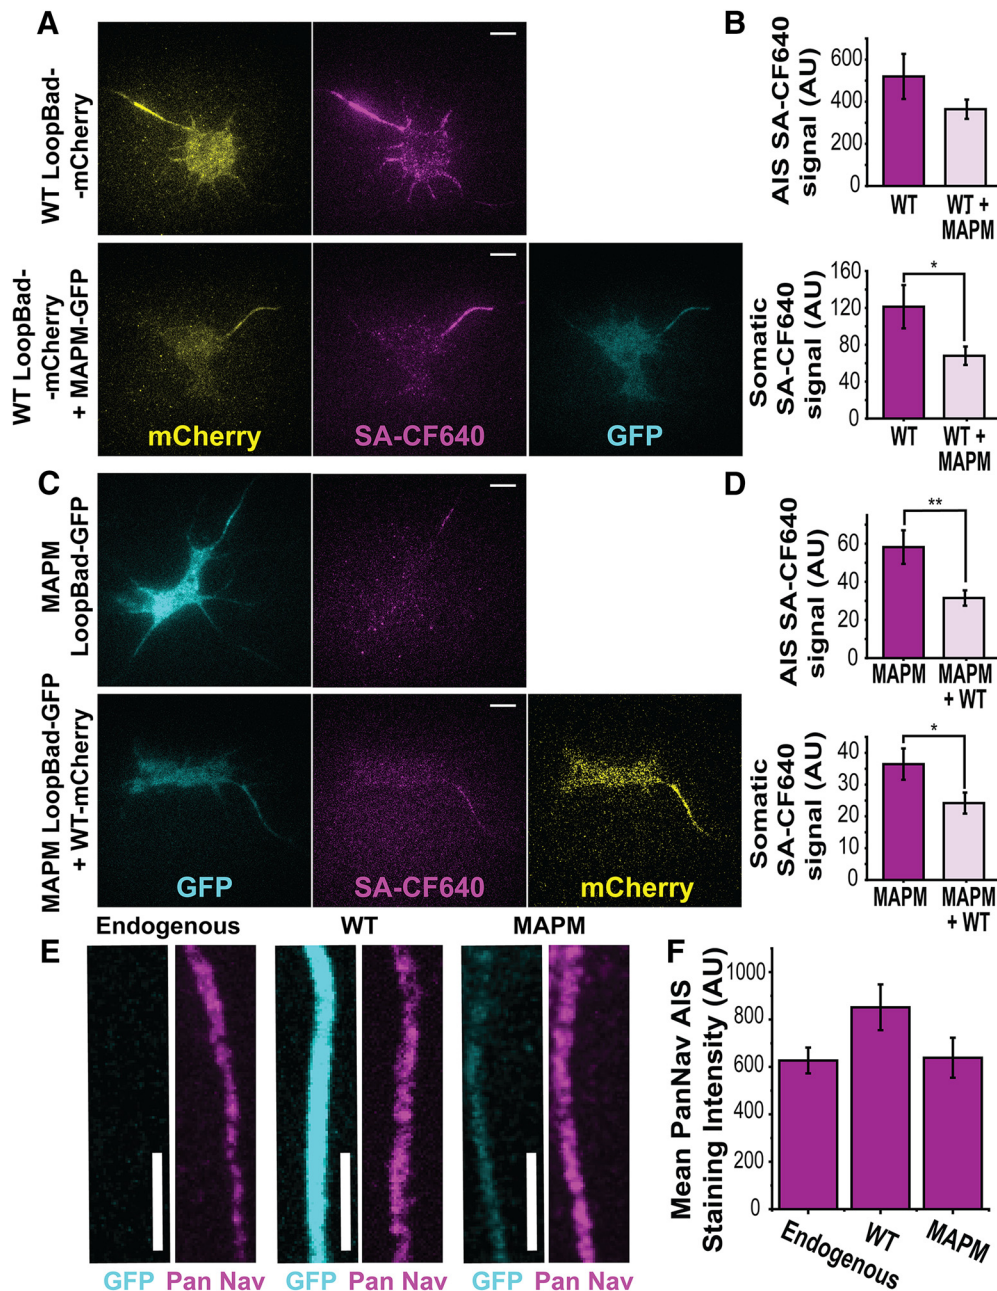 A
WT LoopBad-
-mCherry
WT LoopBad-
-mCherry
+ MAPM-GFP
mCherry
SA-CF640
GFP
B
AIS SA-CF640
signal (AU)
600
400
200
0
WT
WT +
MAPM
Somatic
SA-CF640
signal (AU)
160
120
80
40
0
*
WT
WT +
MAPM
C
MAPM
LoopBad-GFP
MAPM LoopBad-GFP
+ WT-mCherry
GFP
SA-CF640
mCherry
D
AIS SA-CF640
signal (AU)
60
40
20
0
**
MAPM
MAPM
+ WT
Somatic
SA-CF640
signal (AU)
40
30
20
10
0
*
MAPM
MAPM
+ WT
E
Endogenous
WT
MAPM
GFP
Pan Nav
GFP
Pan Nav
GFP
Pan Nav
F
Mean PanNav AIS
Staining Intensity (AU)
1000
800
600
400
200
0
Endogenous
WT
MAPM